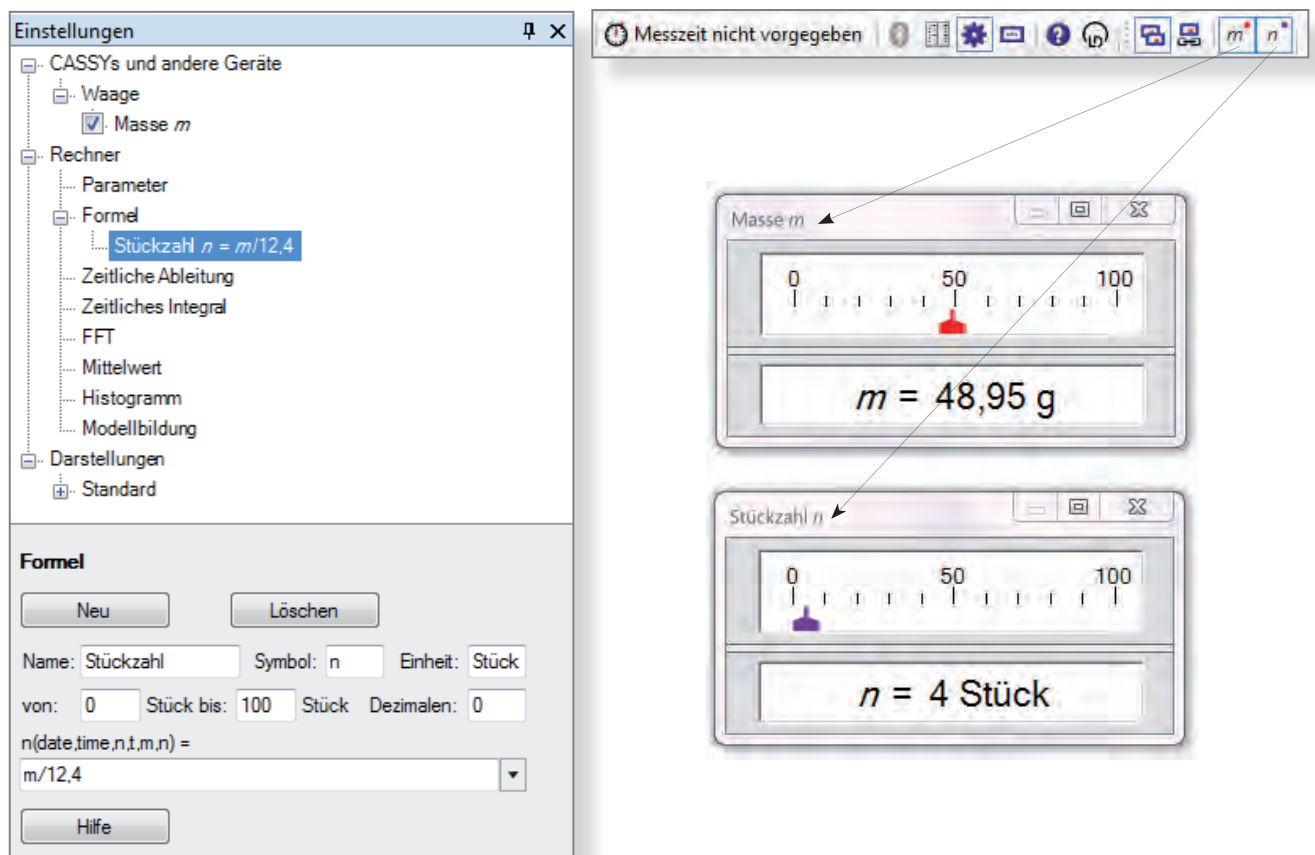 Einstellungen
CASSYs und andere Geräte
Waage
Masse m
Rechner
Parameter
Formel
Stückzahl n = m/12,4
Zeitliche Ableitung
Zeitliches Integral
FFT
Mittelwert
Histogramm
Modellbildung
Darstellungen
Standard
Formel
Neu Löschen
Name: Stückzahl Symbol: n Einheit: Stück
von: 0 Stück bis: 100 Stück Dezimalen: 0
n(date,time,n,t,m,n) =
m/12,4
Hilfe
Messzeit nicht vorgegeben m n
Masse m
0 50 100
m = 48,95 g
Stückzahl n
0 50 100
n = 4 Stück